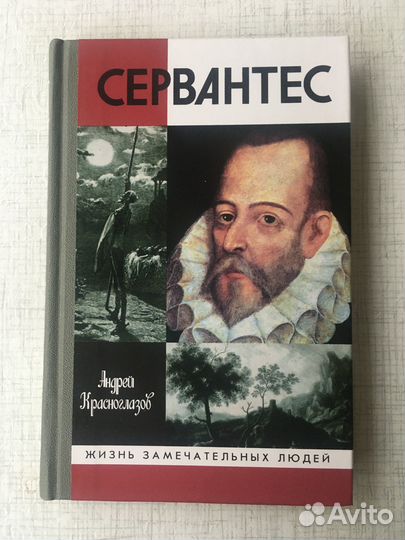 СЕРВАНТЕС
Андрей
Красноглазов
ЖИЗНЬ ЗАМЕЧАТЕЛЬНЫХ ЛЮДЕЙ
Avito